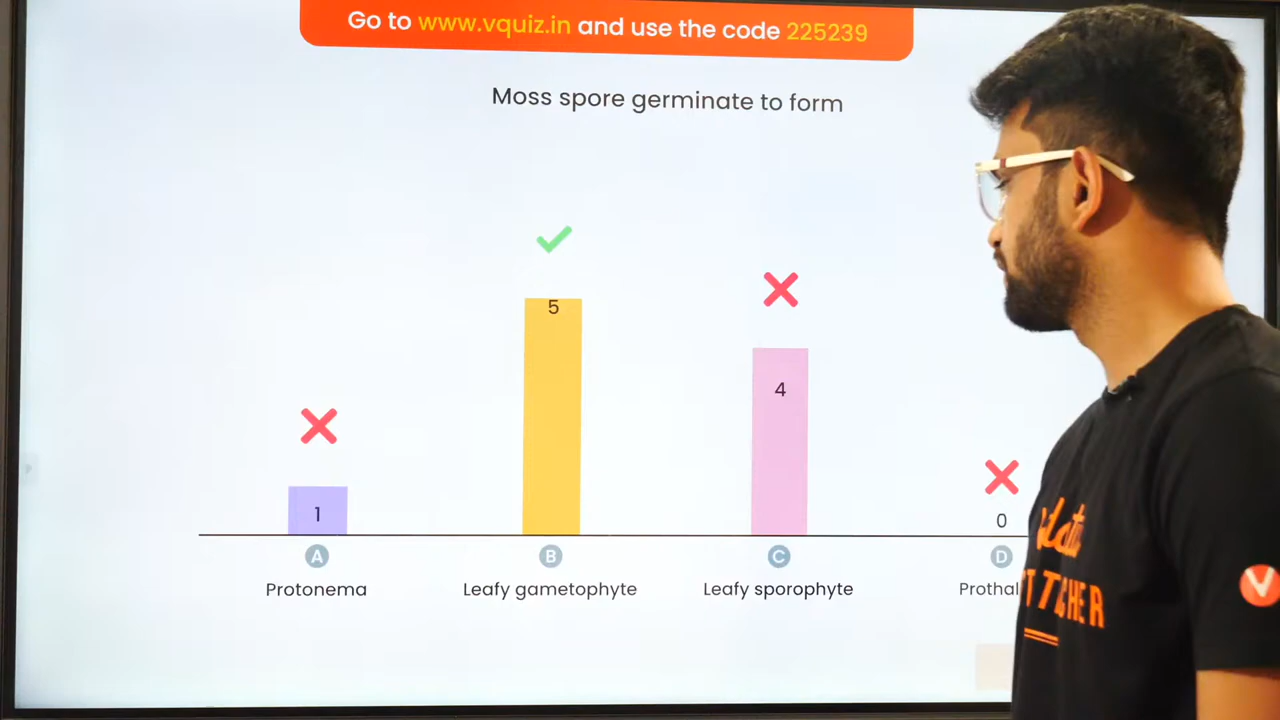 Go to www.vquiz.in and use the code 225239
Moss spore germinate to form
5
4
1
0
A
B
C
D
Protonema
Leafy gametophyte
Leafy sporophyte
V